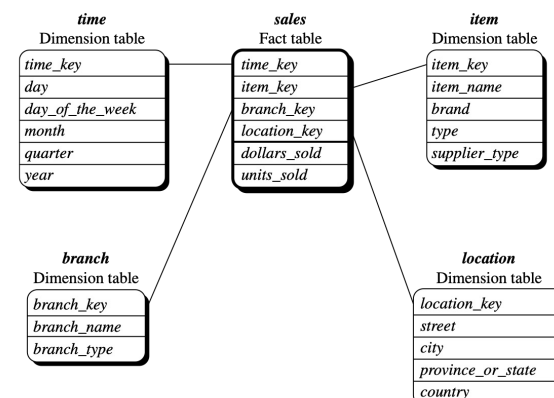 time
Dimension table
time_key
day
day_of_the_week
month
quarter
year
sales
Fact table
time_key
item_key
branch_key
location_key
dollars_sold
units_sold
item
Dimension table
item_key
item_name
brand
type
supplier_type
branch
Dimension table
branch_key
branch_name
branch_type
location
Dimension table
location_key
street
city
province_or_state
country